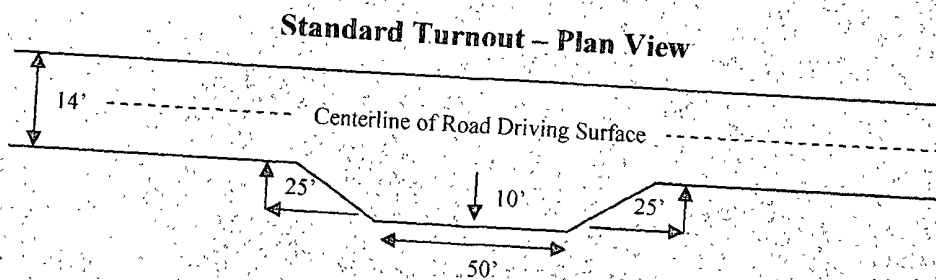 Standard Turnout – Plan View
14'
Centerline of Road Driving Surface
25'
10'
25'
50'